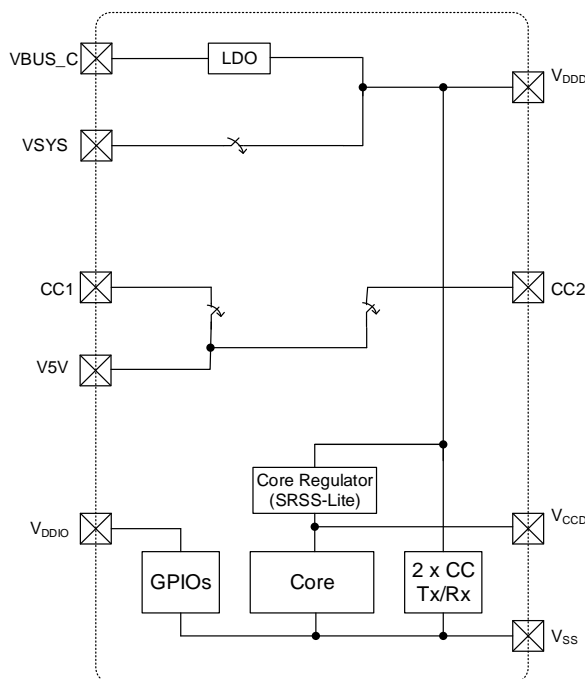 VBUS_C
LDO
VDDD
VSYS
CC1
CC2
V5V
Core Regulator
(SRSS-Lite)
VDDIO
VCCD
GPIOs
Core
2 x CC
Tx/Rx
VSS